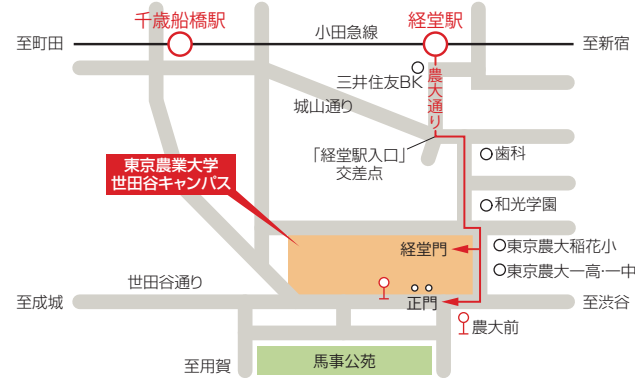 千歳船橋駅
経堂駅
小田急線
至町田
至新宿
三井住友BK
農大通り
城山通り
「経堂駅入口」
交差点
歯科
東京農業大学
世田谷キャンパス
和光学園
経堂門
東京農大稲花小
東京農大一高・一中
世田谷通り
至成城
正門
至渋谷
農大前
至用賀
馬事公苑